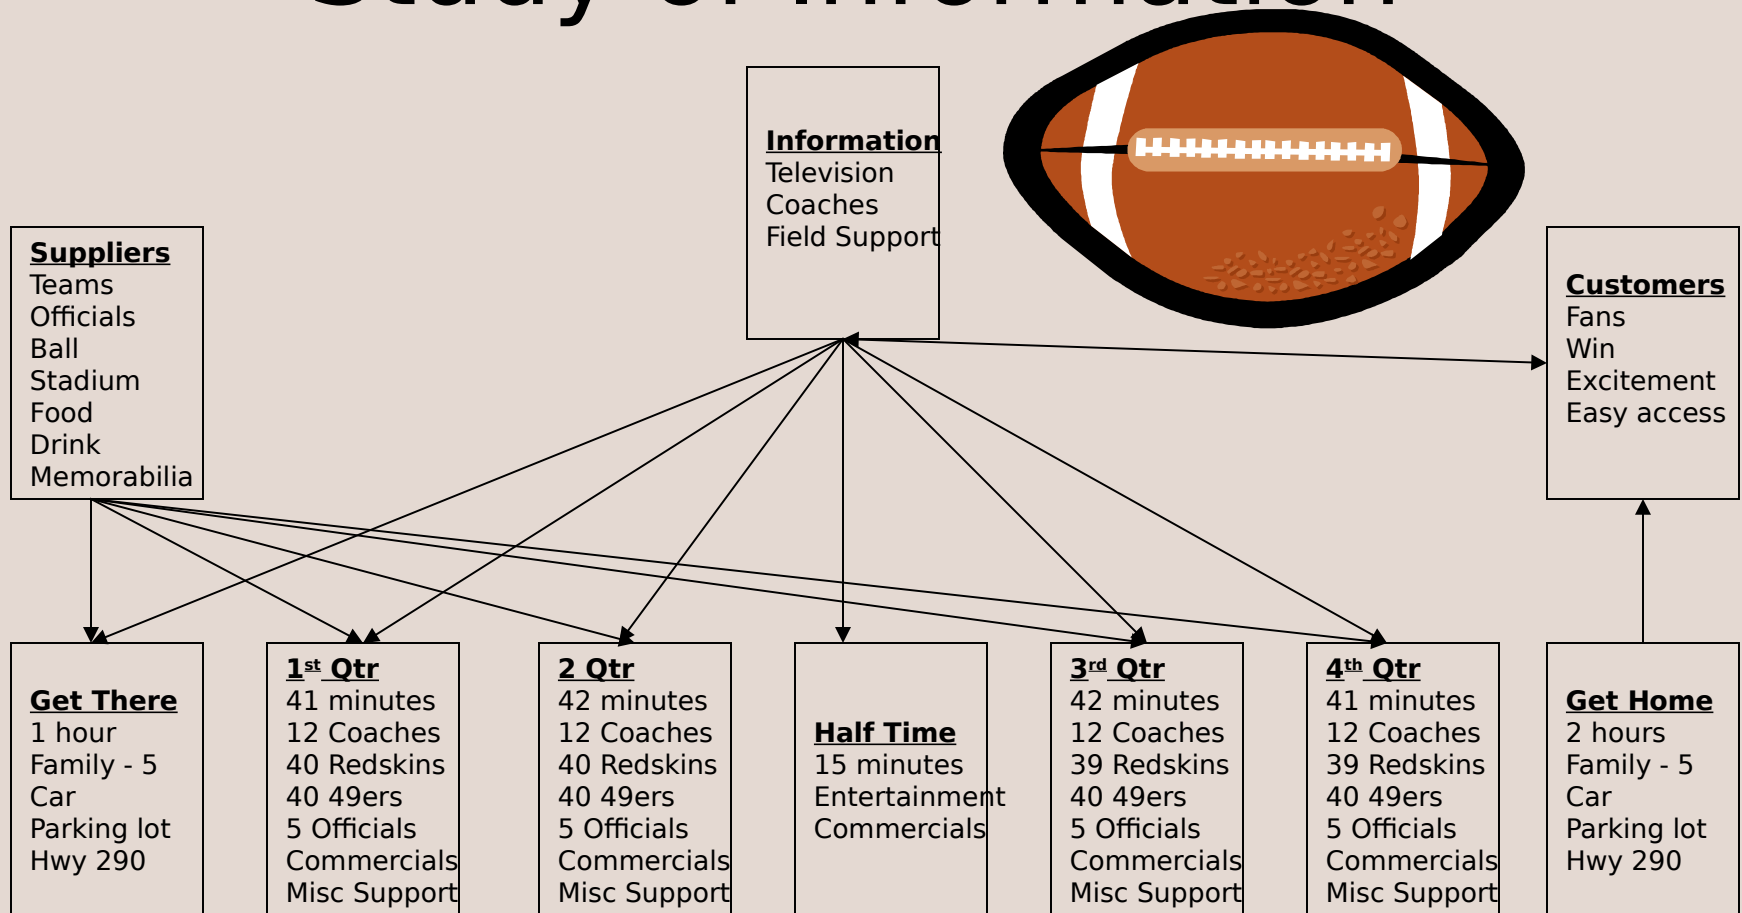 Study of Information
Information
Television
Coaches
Field Support
Suppliers
Teams
Officials
Ball
Stadium
Food
Drink
Memorabilia
Customers
Fans
Win
Excitement
Easy access
Get There
1 hour
Family - 5
Car
Parking lot
Hwy 290
1st Qtr
41 minutes
12 Coaches
40 Redskins
40 49ers
5 Officials
Commercials
Misc Support
2 Qtr
42 minutes
12 Coaches
40 Redskins
40 49ers
5 Officials
Commercials
Misc Support
Half Time
15 minutes
Entertainment
Commercials
3rd Qtr
42 minutes
12 Coaches
39 Redskins
40 49ers
5 Officials
Commercials
Misc Support
4th Qtr
41 minutes
12 Coaches
39 Redskins
40 49ers
5 Officials
Commercials
Misc Support
Get Home
2 hours
Family - 5
Car
Parking lot
Hwy 290